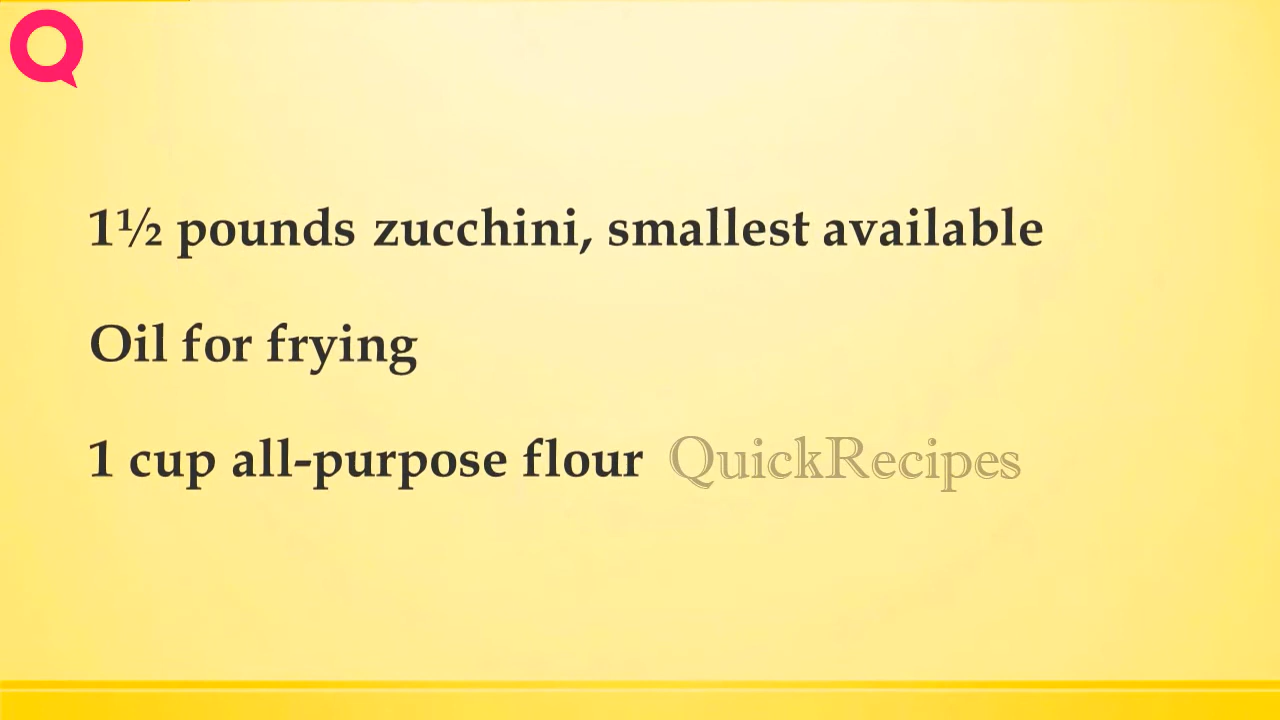 1½ pounds zucchini, smallest available
Oil for frying
1 cup all-purpose flour QuickRecipes